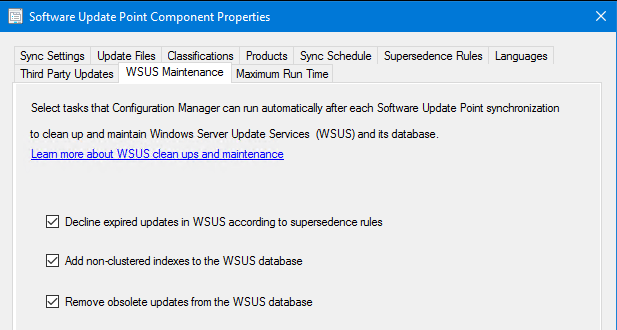 Software Update Point Component Properties
Sync Settings Update Files Classifications Products Sync Schedule Supersedence Rules Languages
Third Party Updates WSUS Maintenance Maximum Run Time
Select tasks that Configuration Manager can run automatically after each Software Update Point synchronization
to clean up and maintain Windows Server Update Services (WSUS) and its database.
Learn more about WSUS clean ups and maintenance
Decline expired updates in WSUS according to supersedence rules
Add non-clustered indexes to the WSUS database
Remove obsolete updates from the WSUS database